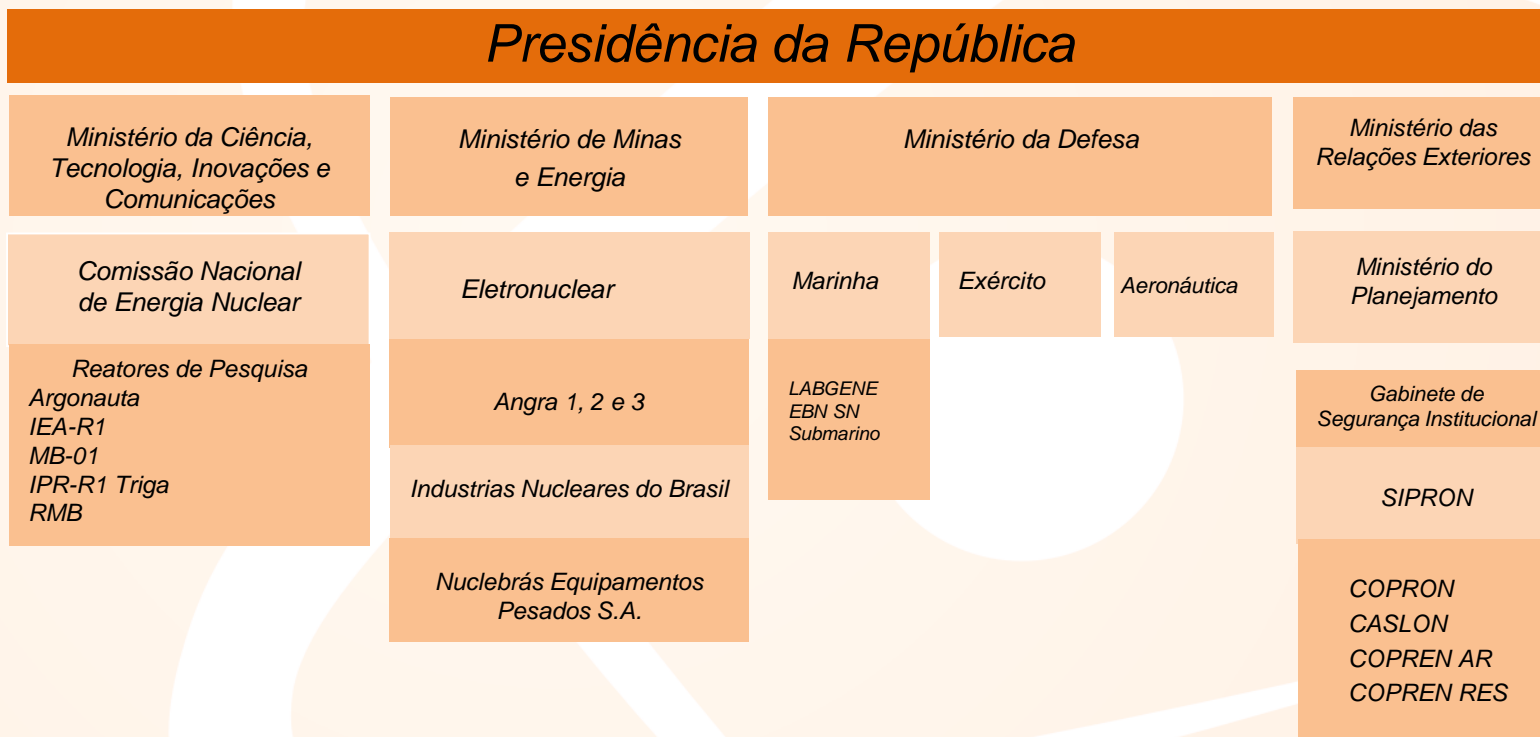 Presidência da República
Ministério da Ciência,
Tecnologia, Inovações e
Comunicações
Comissão Nacional
de Energia Nuclear
Reatores de Pesquisa
Argonauta
IEA-R1
MB-01
IPR-R1 Triga
RMB
Ministério de Minas
e Energia
Eletronuclear
Angra 1, 2 e 3
Industrias Nucleares do Brasil
Nuclebrás Equipamentos
Pesados S.A.
Ministério da Defesa
Marinha
LABGENE
EBN SN
Submarino
Exército
Aeronáutica
Ministério das
Relações Exteriores
Ministério do
Planejamento
Gabinete de
Segurança Institucional
SIPRON
COPRON
CASLON
COPREN AR
COPREN RES